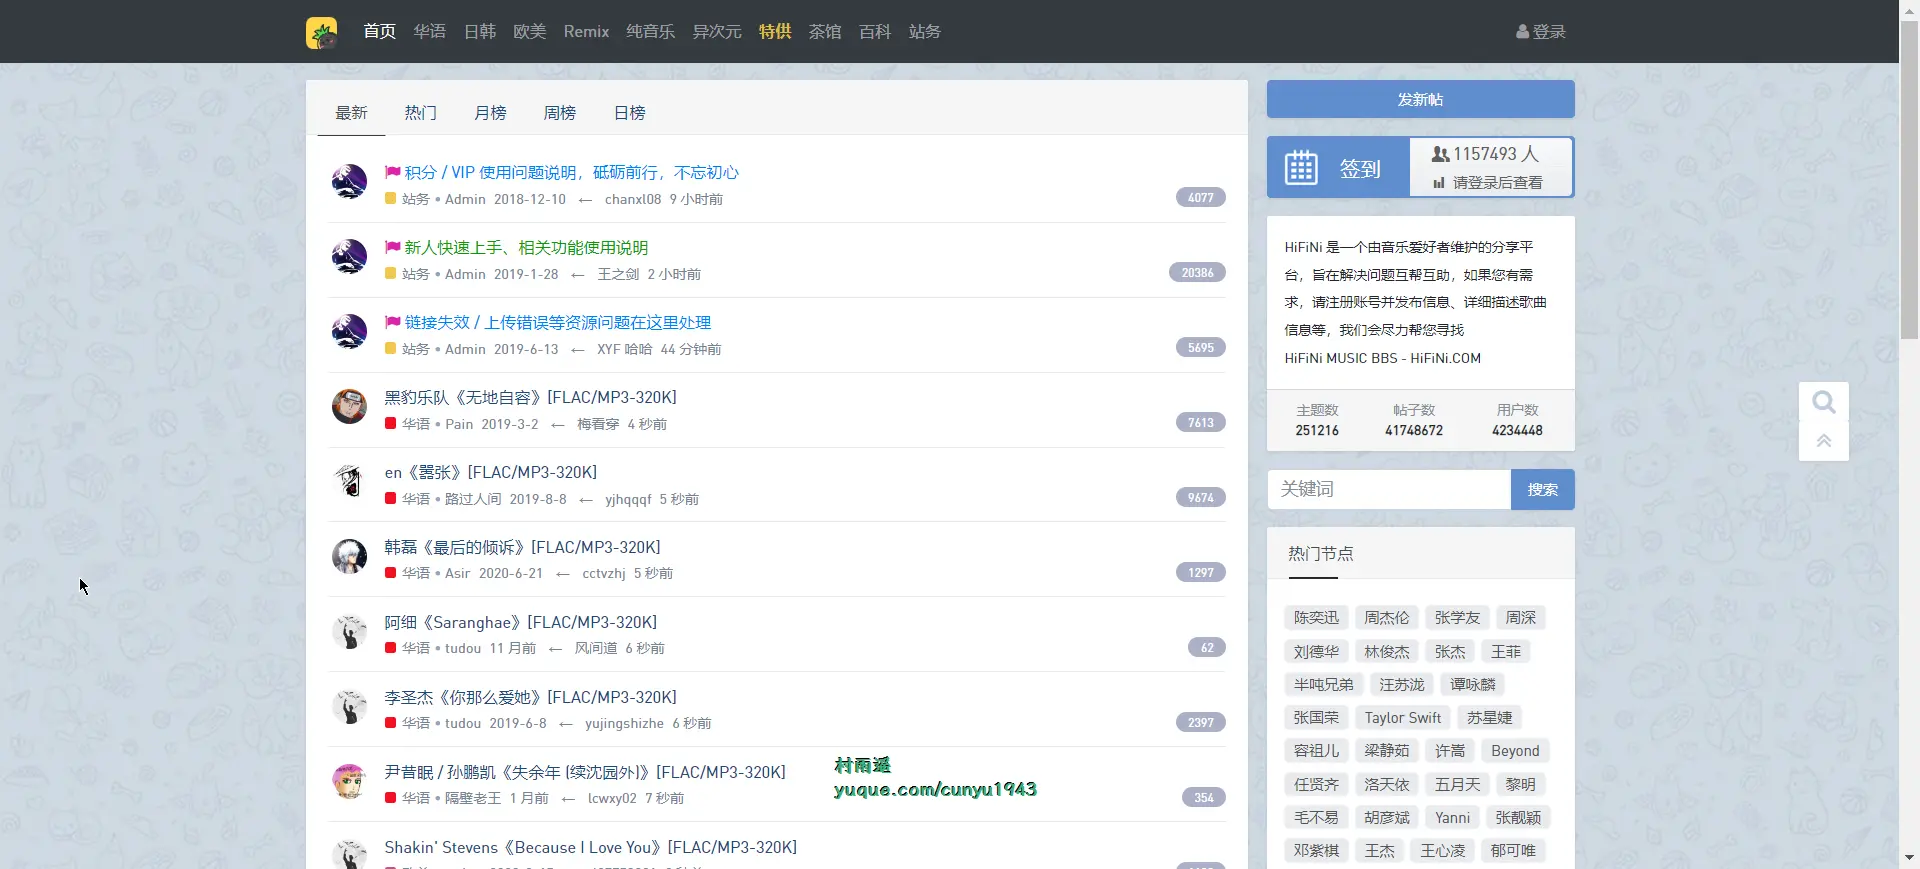 首页 华语 日韩 欧美 Remix 纯音乐 异次元 特供 茶馆 百科 站务 登录
最新 热门 月榜 周榜 日榜
积分 / VIP 使用问题说明，砥砺前行，不忘初心
站务 • Admin 2018-12-10 ← chanxl08 9 小时前 4077
新人快速上手、相关功能使用说明
站务 • Admin 2019-1-28 ← 王之剑 2 小时前 20386
链接失效 / 上传错误等资源问题在这里处理
站务 • Admin 2019-6-13 ← XYF 哈哈 44 分钟前 5695
黑豹乐队《无地自容》[FLAC/MP3-320K]
华语 • Pain 2019-3-2 ← 梅看穿 4 秒前 7613
en《嚣张》[FLAC/MP3-320K]
华语 • 路过人间 2019-8-8 ← yjhqqqf 5 秒前 9674
韩磊《最后的倾诉》[FLAC/MP3-320K]
华语 • Asir 2020-6-21 ← cctvzhj 5 秒前 1297
阿细《Saranghae》[FLAC/MP3-320K]
华语 • tudou 11 月前 ← 风间道 6 秒前 62
李圣杰《你那么爱她》[FLAC/MP3-320K]
华语 • tudou 2019-6-8 ← yujingshizhe 6 秒前 2397
尹昔眠 / 孙鹏凯《失余年 (续沈园外)》[FLAC/MP3-320K]
华语 • 隔壁老王 1 月前 ← lcwxy02 7 秒前 354
村雨遥
yuque.com/cunyu1943
Shakin' Stevens《Because I Love You》[FLAC/MP3-320K]
发新帖
签到
1157493 人
请登录后查看
HiFiNi 是一个由音乐爱好者维护的分享平
台，旨在解决问题互帮互助，如果您有需
求，请注册账号并发布信息、详细描述歌曲
信息等，我们会尽力帮您寻找
HiFiNi MUSIC BBS - HiFiNi.COM
主题数 帖子数 用户数
251216 41748672 4234448
关键词 搜索
热门节点
陈奕迅 周杰伦 张学友 周深
刘德华 林俊杰 张杰 王菲
半吨兄弟 汪苏泷 谭咏麟
张国荣 Taylor Swift 苏星婕
容祖儿 梁静茹 许嵩 Beyond
任贤齐 洛天依 五月天 黎明
毛不易 胡彦斌 Yanni 张靓颖
邓紫棋 王杰 王心凌 郁可唯